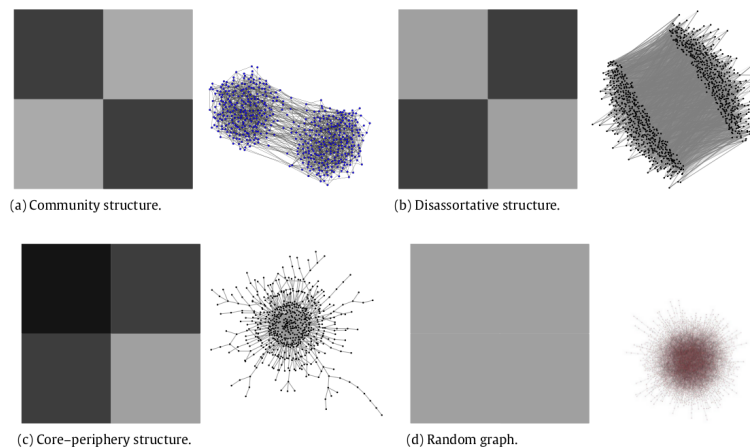 (a) Community structure.
(b) Disassortative structure.
(c) Core–periphery structure.
(d) Random graph.